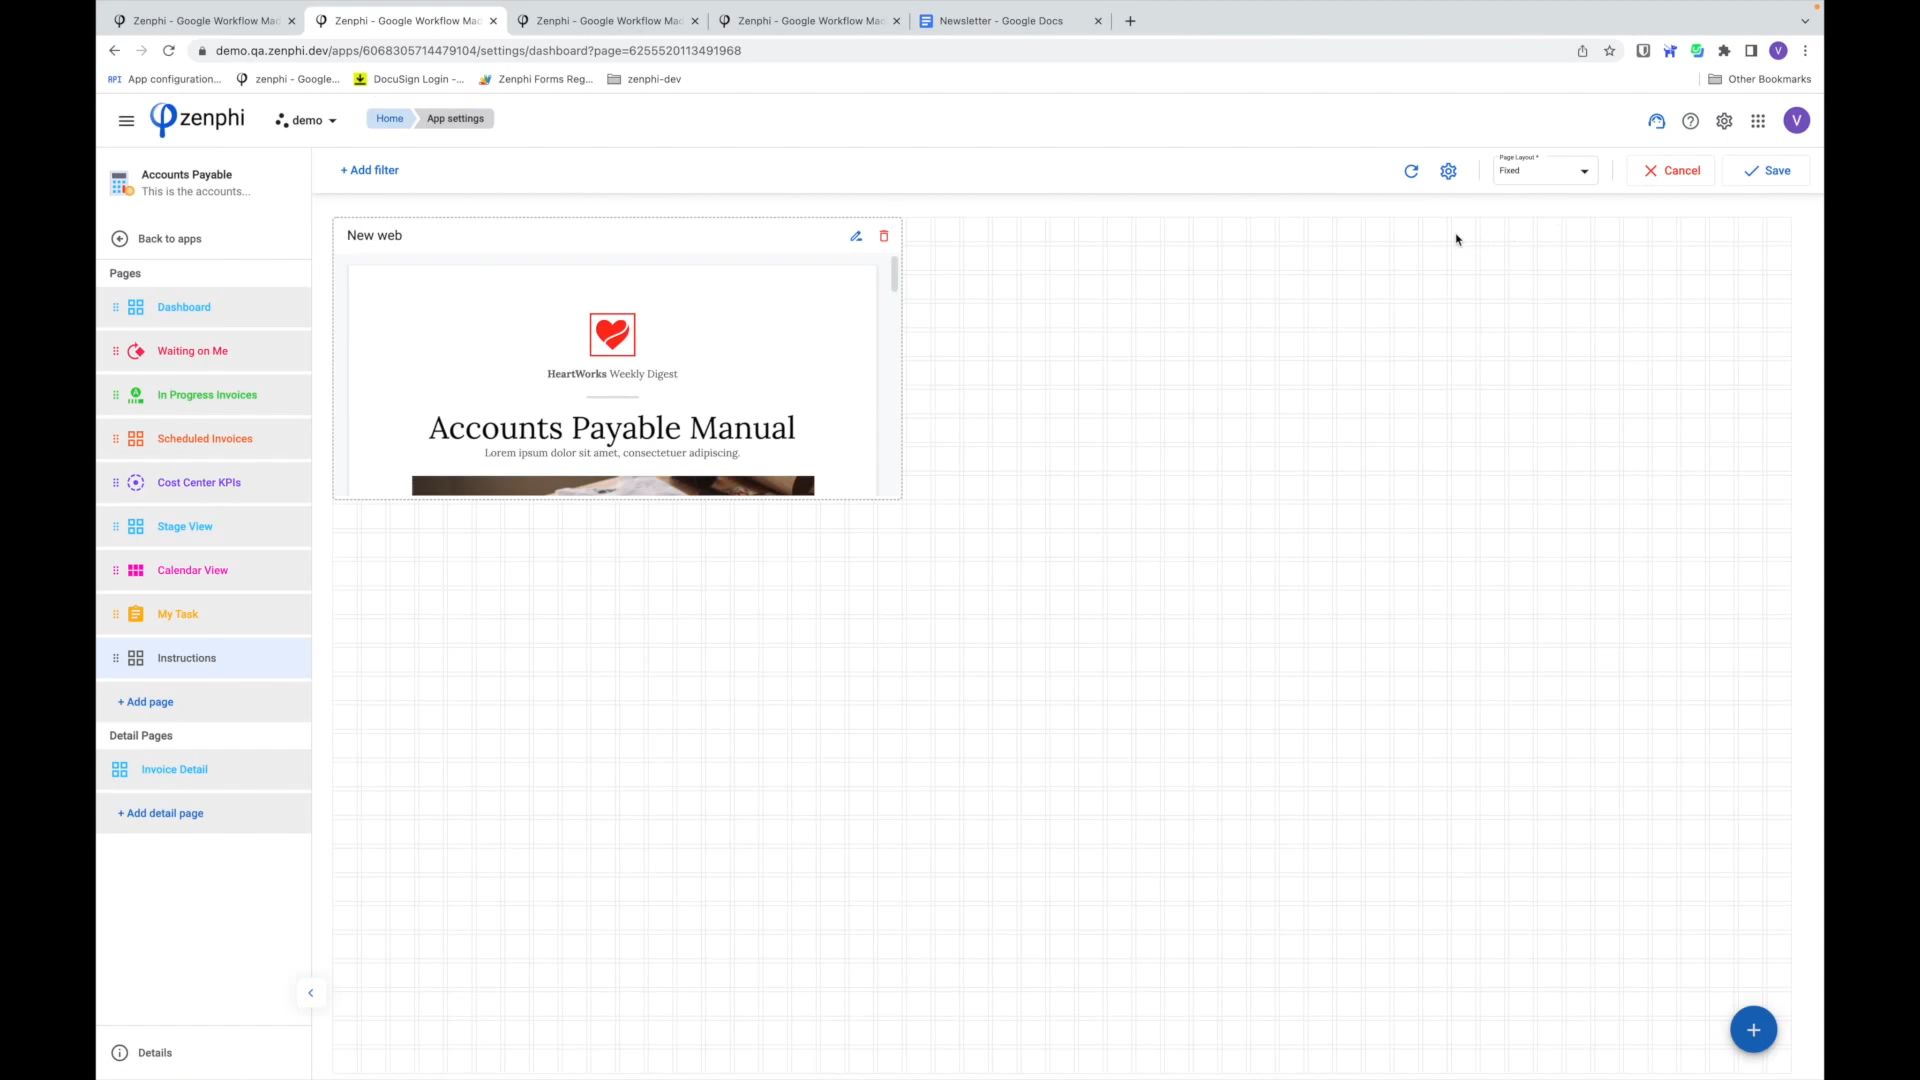 Zenphi - Google Workflow Mad
Zenphi - Google Workflow Mad
Zenphi - Google Workflow Mad
Zenphi - Google Workflow Mad
Newsletter - Google Docs
demo.qa.zenphi.dev/apps/6068305714479104/settings/dashboard?page=6255520113491968
V
API App configuration...
zenphi - Google...
DocuSign Login -...
Zenphi Forms Reg...
zenphi-dev
Other Bookmarks
zenphi
demo
Home
App settings
V
Accounts Payable
This is the accounts...
+ Add filter
Page Layout *
Fixed
Cancel
Save
Back to apps
Pages
Dashboard
Waiting on Me
In Progress Invoices
Scheduled Invoices
Cost Center KPIs
Stage View
Calendar View
My Task
Instructions
+ Add page
Detail Pages
Invoice Detail
+ Add detail page
Details
New web
HeartWorks Weekly Digest
Accounts Payable Manual
Lorem ipsum dolor sit amet, consectetuer adipiscing.